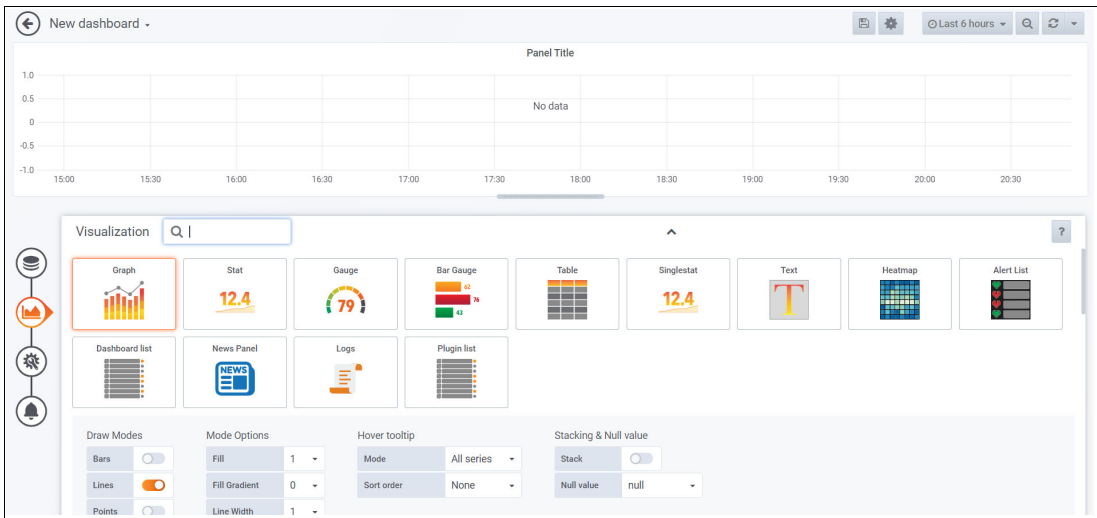 New dashboard
Last 6 hours
Panel Title
1.0
0.5
No data
0
-0.5
-1.0
15:00 15:30 16:00 16:30 17:00 17:30 18:00 18:30 19:00 19:30 20:00 20:30
Visualization
?
Graph Stat Gauge Bar Gauge Table Singlestat Text Heatmap Alert List
12.4 79 62 76 43 12.4 T
Dashboard list News Panel Logs Plugin list
NEWS
Draw Modes Mode Options Hover tooltip Stacking & Null value
Bars Fill 1 Mode All series Stack
Lines Fill Gradient 0 Sort order None Null value null
Points Line Width 1